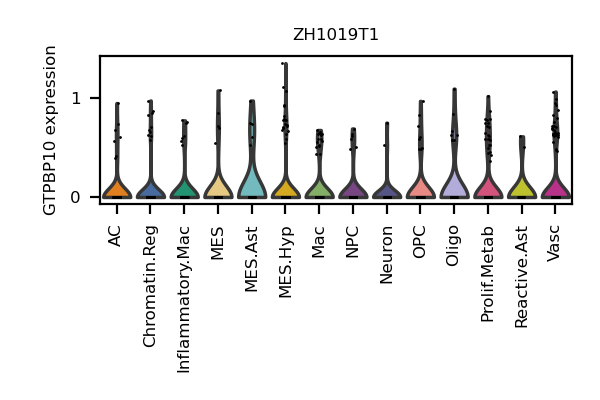 ZH1019T1
GTPBP10 expression
1
0
AC
Chromatin.Reg
Inflammatory.Mac
MES
MES.Ast
MES.Hyp
Mac
NPC
Neuron
OPC
Oligo
Prolif.Metab
Reactive.Ast
Vasc